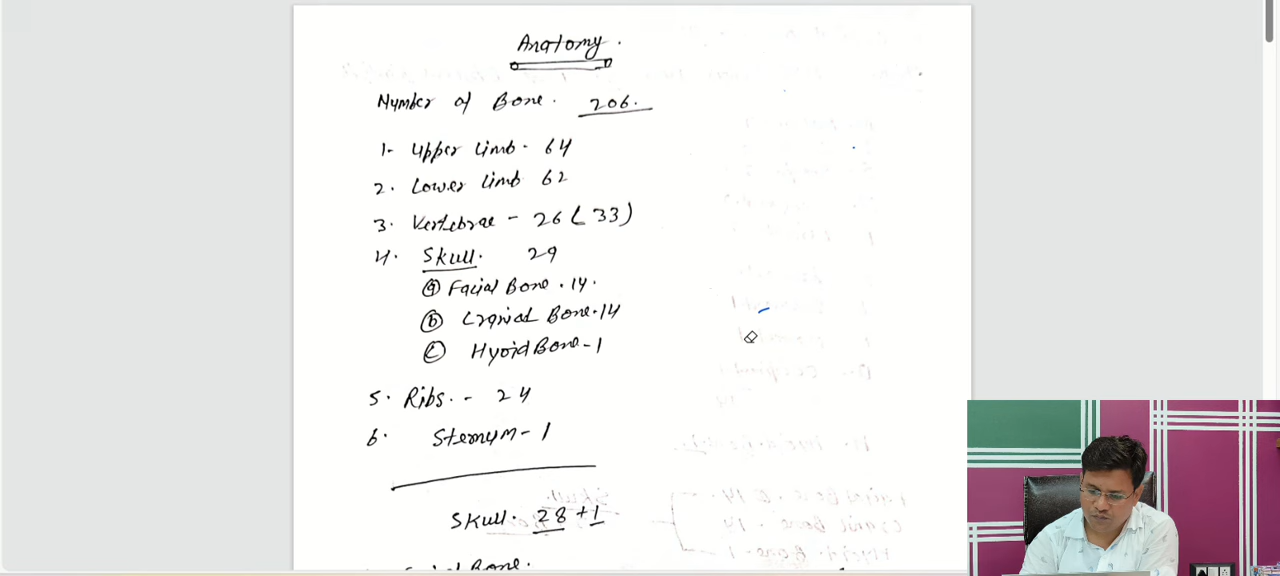 Anatomy.
Number of Bone. 206.
1- Upper limb. 64
2. Lower limb 62
3. Vertebrae - 26 (33)
4. Skull. 29
(a) Facial Bone. 14.
(b) Cranial Bone. 14
(c) Hyoid Bone - 1
5. Ribs. - 24
6. Sternum - 1
Skull. 28 + 1
Bone.